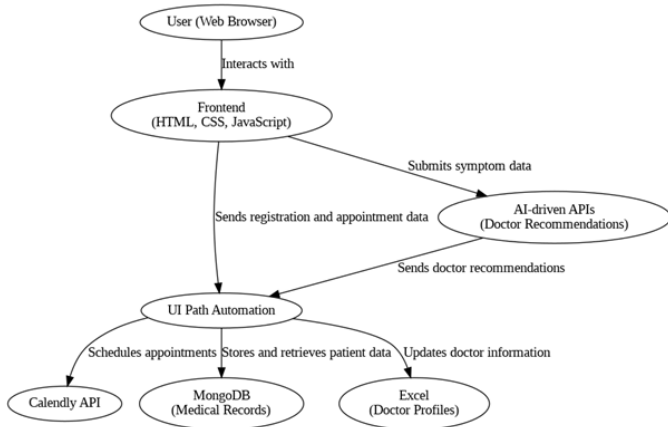 User (Web Browser)
Interacts with
Frontend
(HTML, CSS, JavaScript)
Submits symptom data
Sends registration and appointment data
AI-driven APIs
(Doctor Recommendations)
Sends doctor recommendations
UI Path Automation
Schedules appointments
Stores and retrieves patient data
Updates doctor information
Calendly API
MongoDB
(Medical Records)
Excel
(Doctor Profiles)